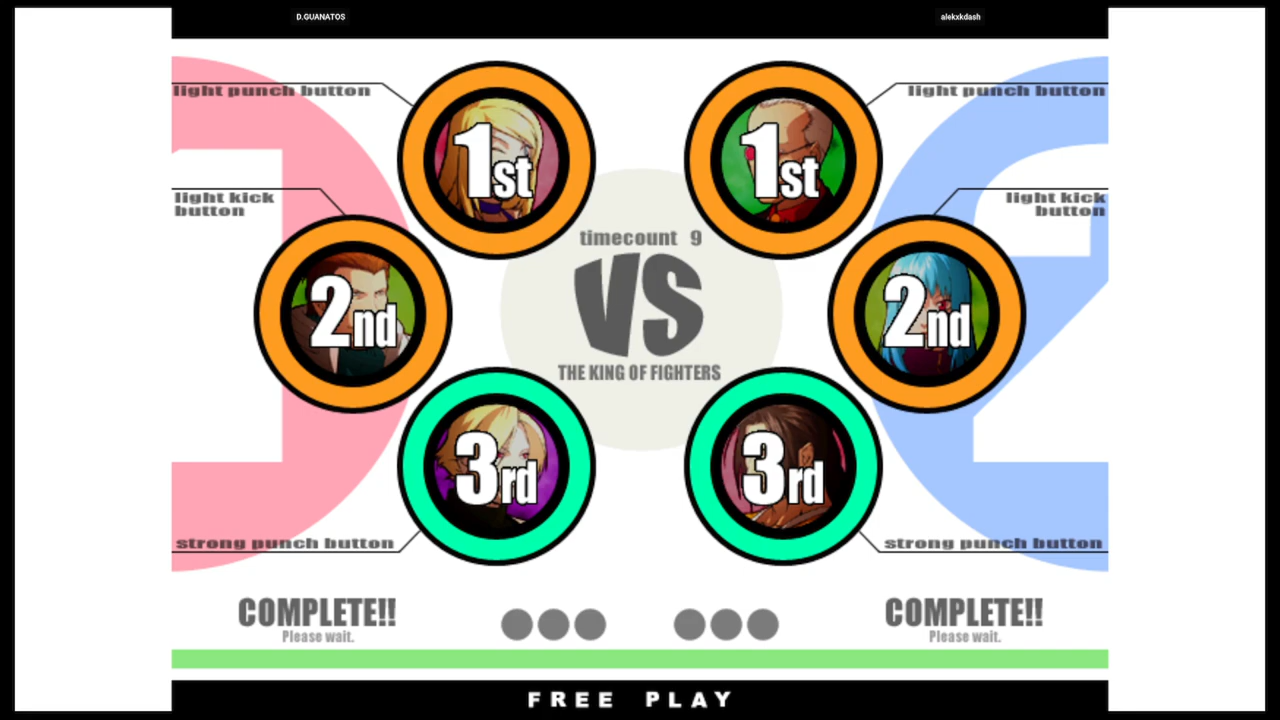 D.GUANATOS
alekxkdash
light punch button
light punch button
1st
1st
light kick
button
light kick
button
timecount 9
VS
2nd
2nd
THE KING OF FIGHTERS
3rd
3rd
strong punch button
strong punch button
COMPLETE!!
Please wait.
COMPLETE!!
Please wait.
FREE PLAY